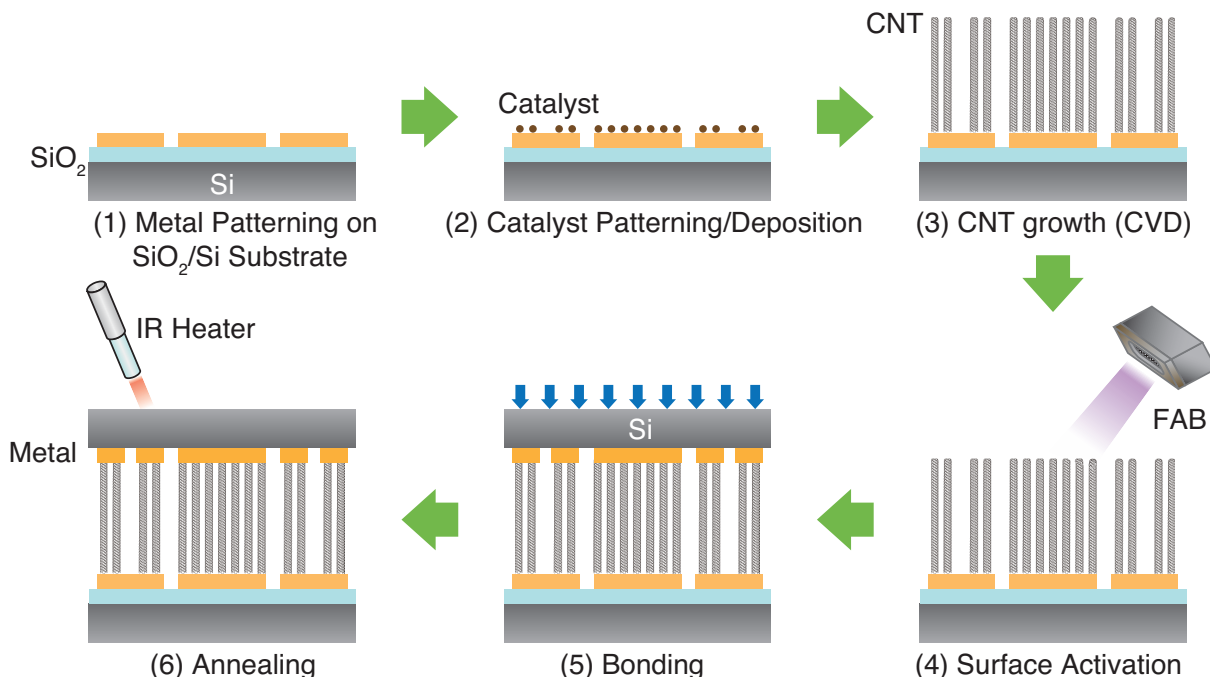 CNT
Catalyst
SiO₂
Si
(1) Metal Patterning on
SiO₂/Si Substrate
(2) Catalyst Patterning/Deposition
(3) CNT growth (CVD)
IR Heater
FAB
Si
Metal
(6) Annealing
(5) Bonding
(4) Surface Activation